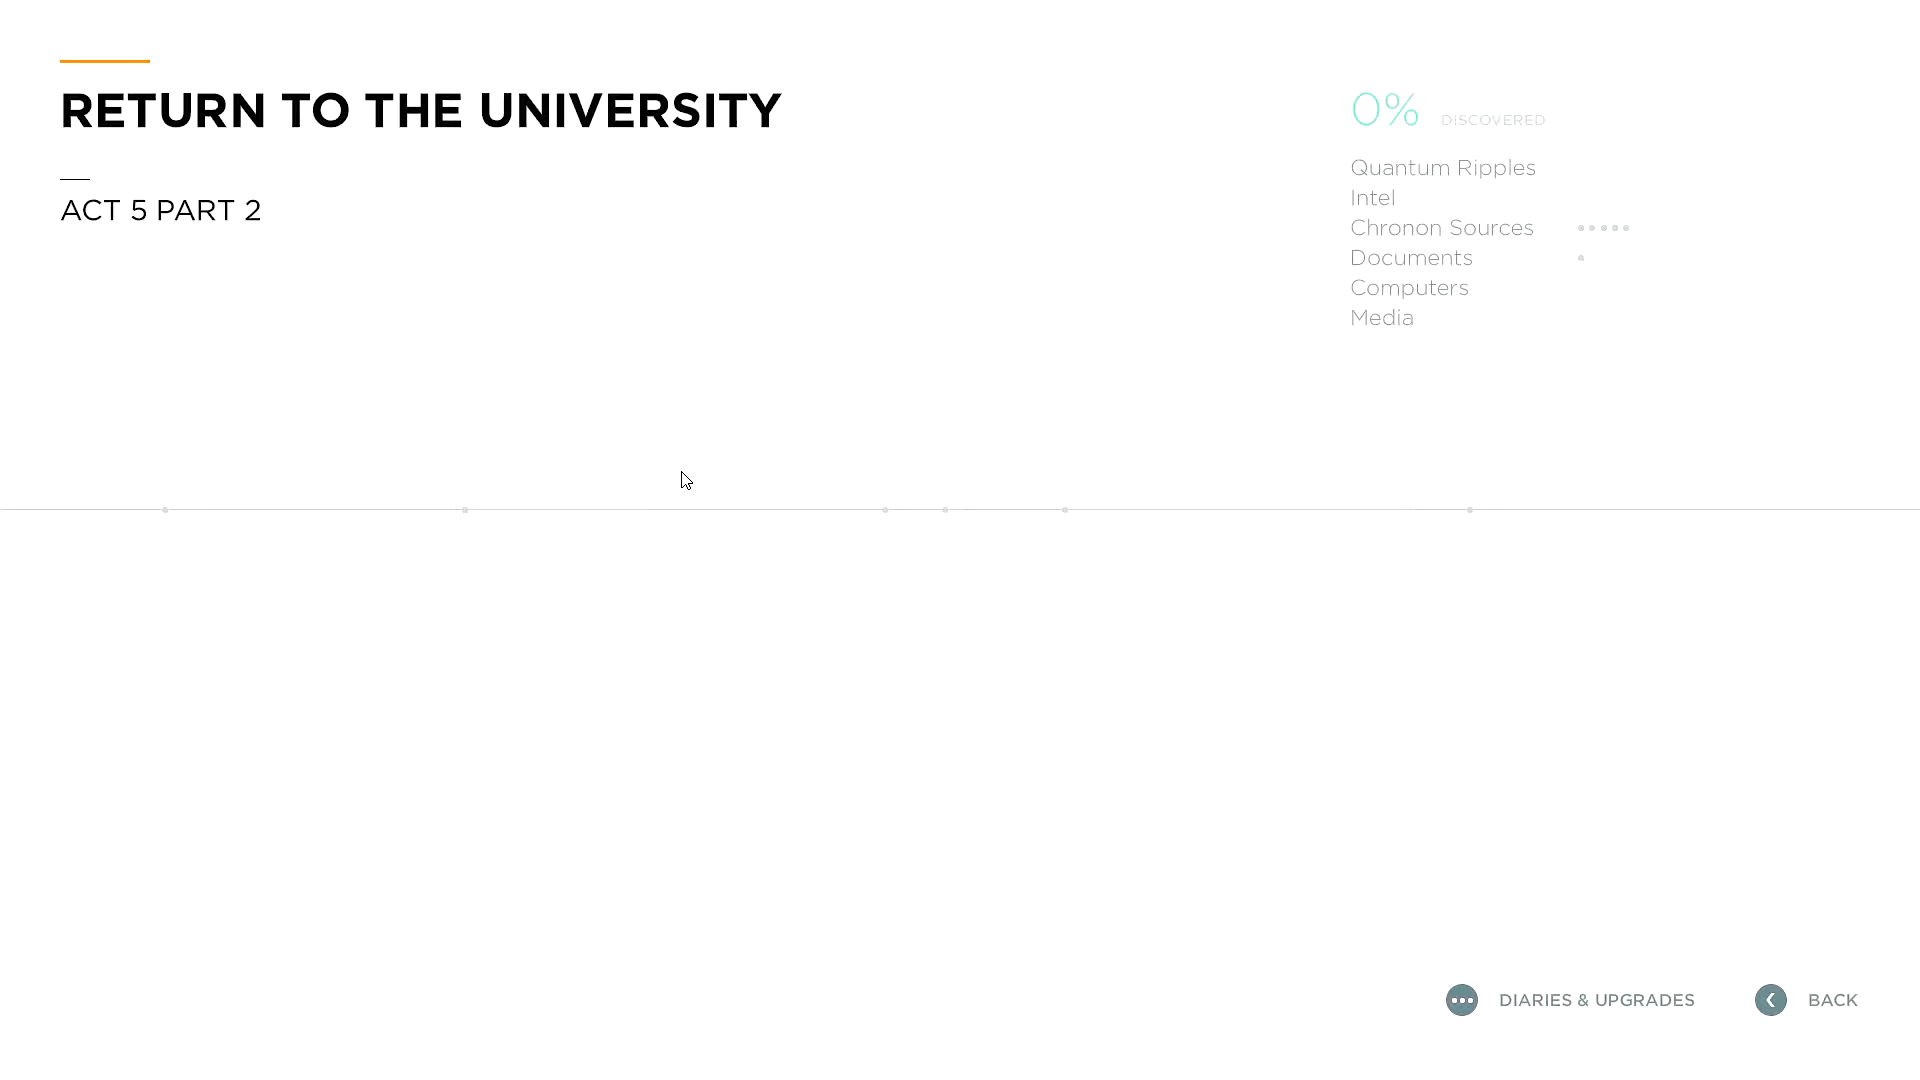 RETURN TO THE UNIVERSITY
ACT 5 PART 2
0% DISCOVERED
Quantum Ripples
Intel
Chronon Sources
Documents
Computers
Media
DIARIES & UPGRADES
BACK